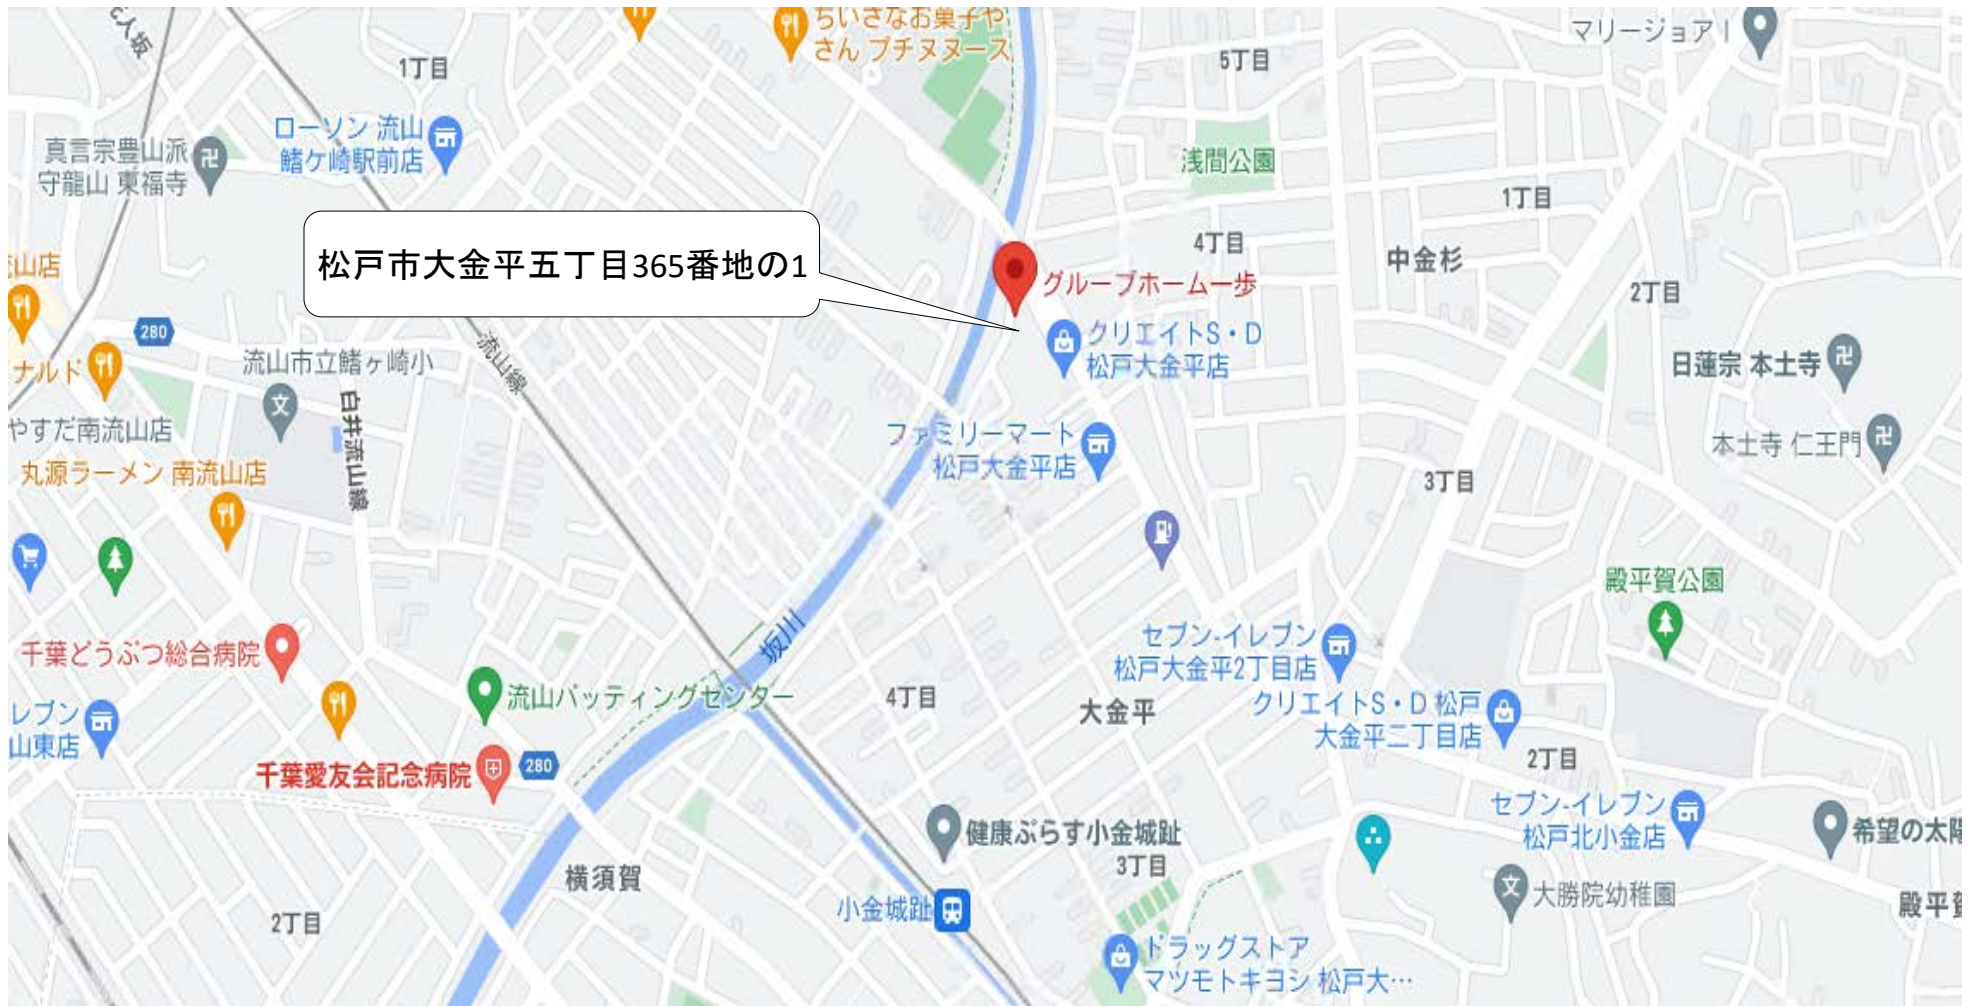 ちいさなお菓子や
さん プチヌヌース
マリージョア I
1丁目
5丁目
ローソン 流山
鰭ケ崎駅前店
真言宗豊山派
守龍山 東福寺
浅間公園
1丁目
松戸市大金平五丁目365番地の1
4丁目
中金杉
グループホーム一歩
2丁目
山店
280
クリエイトS・D
松戸大金平店
流山線
流山市立鰭ヶ崎小
日蓮宗 本土寺
ナルド
白井流山線
やすだ南流山店
ファミリーマート
松戸大金平店
本土寺 仁王門
丸源ラーメン 南流山店
3丁目
殿平賀公園
坂川
千葉どうぶつ総合病院
セブン-イレブン
松戸大金平2丁目店
流山バッティングセンター
4丁目
大金平
クリエイトS・D 松戸
大金平二丁目店
レブン
山東店
千葉愛友会記念病院
280
2丁目
セブン-イレブン
松戸北小金店
健康ぷらす小金城趾
希望の太陽
3丁目
横須賀
大勝院幼稚園
小金城趾
殿平賀
2丁目
ドラッグストア
マツモトキヨシ 松戸大…